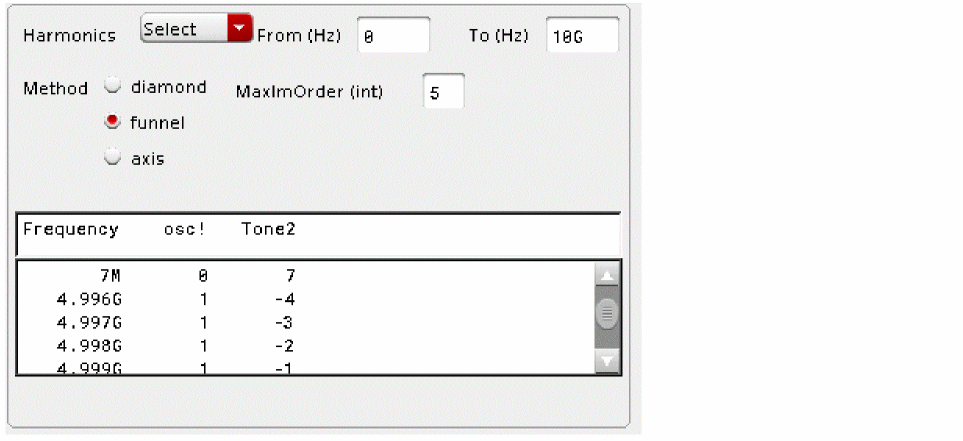 Harmonics Select From (Hz) 0 To (Hz) 10G
Method diamond MaxImOrder (int) 5
funnel
axis
Frequency osc! Tone2
7M 0 7
4.996G 1 -4
4.997G 1 -3
4.998G 1 -2
4.999G 1 -1